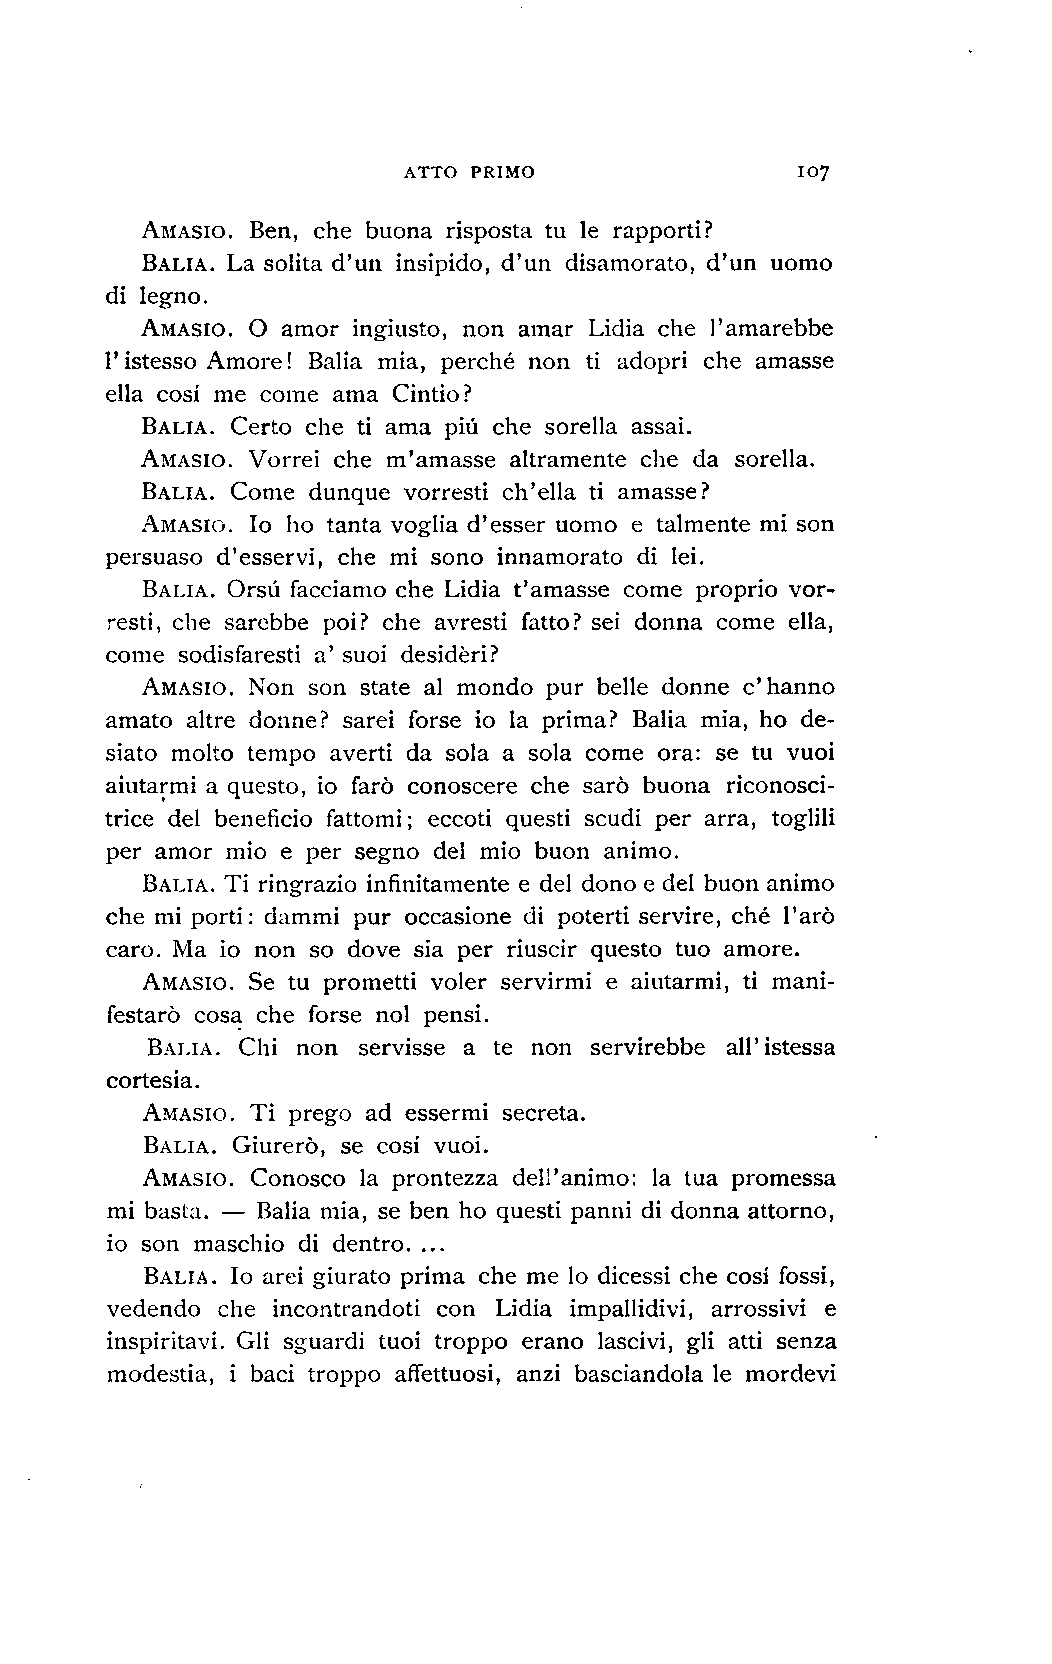 ATTO PRIMO 107
AMASIO. Ben, che buona risposta tu le rapporti?
BALIA. La solita d'un insipido, d'un disamorato, d'un uomo
di legno.
AMASIO. O amor ingiusto, non amar Lidia che l'amarebbe
l'istesso Amore! Balia mia, perché non ti adopri che amasse
ella cosí me come ama Cintio?
BALIA. Certo che ti ama piú che sorella assai.
AMASIO. Vorrei che m'amasse altramente che da sorella.
BALIA. Come dunque vorresti ch'ella ti amasse?
AMASIO. Io ho tanta voglia d'esser uomo e talmente mi son
persuaso d'esservi, che mi sono innamorato di lei.
BALIA. Orsú facciamo che Lidia t'amasse come proprio vor-
resti, che sarebbe poi? che avresti fatto? sei donna come ella,
come sodisfaresti a' suoi desidèri?
AMASIO. Non son state al mondo pur belle donne c'hanno
amato altre donne? sarei forse io la prima? Balia mia, ho de-
siato molto tempo averti da sola a sola come ora: se tu vuoi
aiutarmi a questo, io farò conoscere che sarò buona riconosci-
trice del beneficio fattomi; eccoti questi scudi per arra, toglili
per amor mio e per segno del mio buon animo.
BALIA. Ti ringrazio infinitamente e del dono e del buon animo
che mi porti: dammi pur occasione di poterti servire, ché l'arò
caro. Ma io non so dove sia per riuscir questo tuo amore.
AMASIO. Se tu prometti voler servirmi e aiutarmi, ti mani-
festarò cosa che forse nol pensi.
BALIA. Chi non servisse a te non servirebbe all'istessa
cortesia.
AMASIO. Ti prego ad essermi secreta.
BALIA. Giurerò, se cosí vuoi.
AMASIO. Conosco la prontezza dell'animo: la tua promessa
mi basta. — Balia mia, se ben ho questi panni di donna attorno,
io son maschio di dentro. ...
BALIA. Io arei giurato prima che me lo dicessi che cosí fossi,
vedendo che incontrandoti con Lidia impallidivi, arrossivi e
inspiritavi. Gli sguardi tuoi troppo erano lascivi, gli atti senza
modestia, i baci troppo affettuosi, anzi basciandola le mordevi